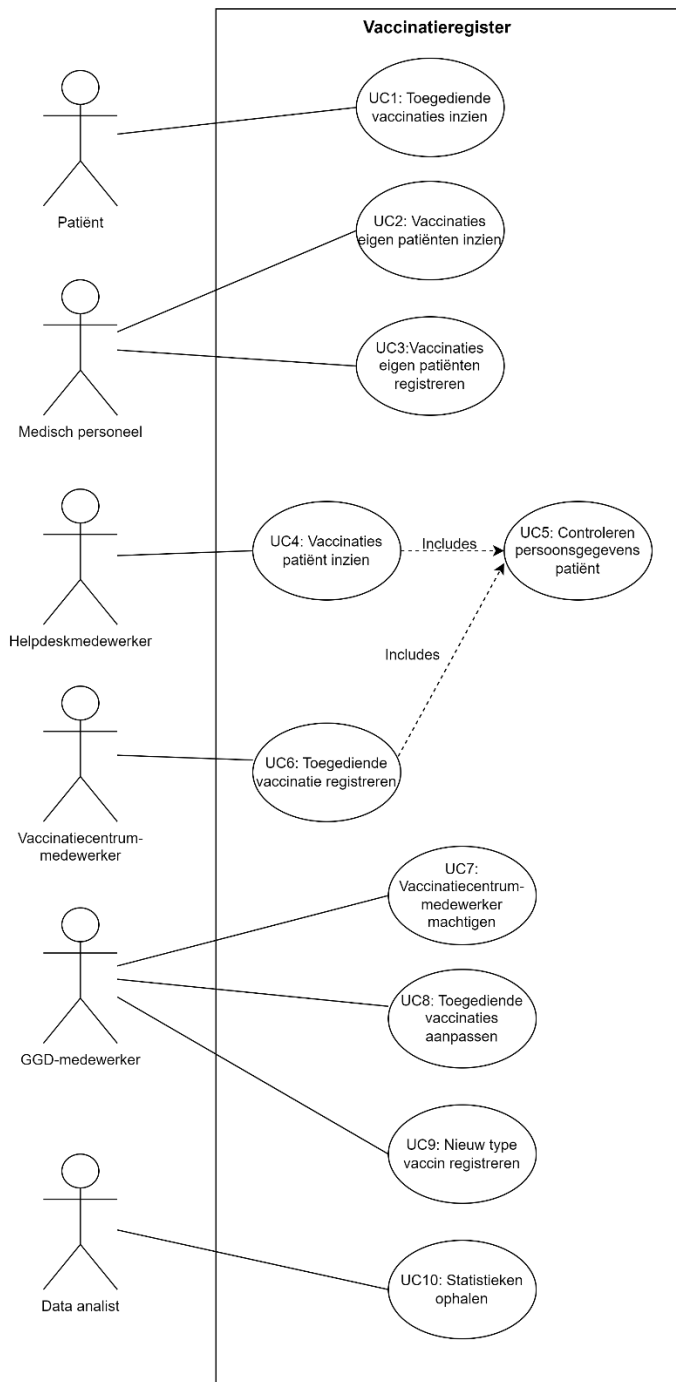 Vaccinatieregister
UC1: Toegediende
vaccinaties inzien
Patiënt
UC2: Vaccinaties
eigen patiënten inzien
UC3:Vaccinaties
eigen patiënten
registreren
Medisch personeel
UC4: Vaccinaties
patiënt inzien
Includes
UC5: Controleren
persoonsgegevens
patiënt
Helpdeskmedewerker
Includes
UC6: Toegediende
vaccinatie registreren
Vaccinatiecentrum-
medewerker
UC7:
Vaccinatiecentrum-
medewerker
machtigen
UC8: Toegediende
vaccinaties
aanpassen
GGD-medewerker
UC9: Nieuw type
vaccin registreren
UC10: Statistieken
ophalen
Data analist